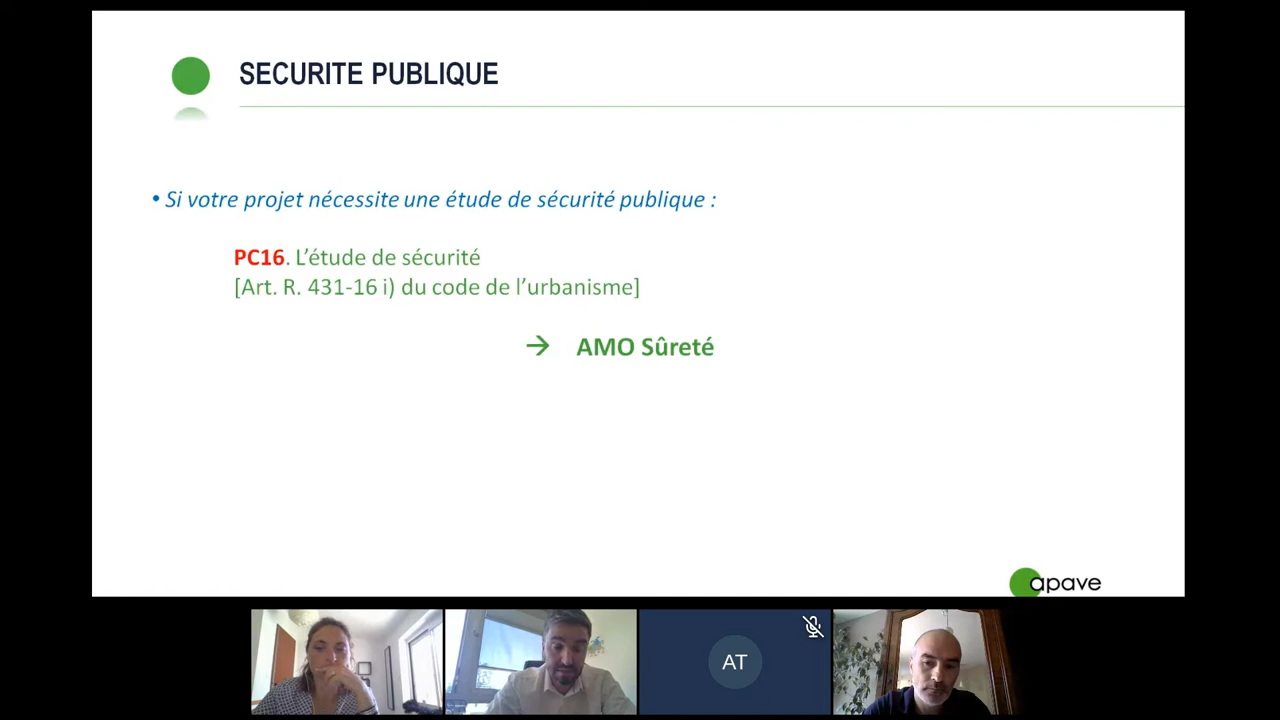 SECURITE PUBLIQUE
• Si votre projet nécessite une étude de sécurité publique :
PC16. L’étude de sécurité
[Art. R. 431-16 i) du code de l’urbanisme]
→ AMO Sûreté
apave
AT